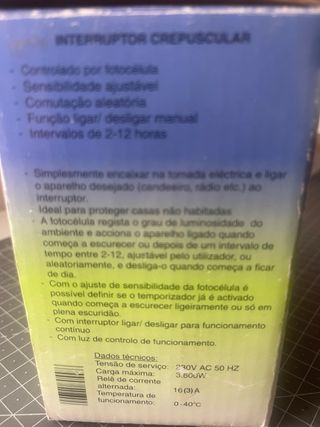 INTERRUPTOR CREPUSCULAR
- Controlado por fotocélula
- Sensibilidade ajustável
- Comutação aleatória
- Função ligar/ desligar manual
- Intervalos de 2-12 horas
- Simplesmente encaixar na tomada eléctrica e ligar
o aparelho desejado (candeeiro, rádio etc.) ao
interruptor.
- Ideal para proteger casas não habitadas
- A fotocélula regista o grau de luminosidade do
ambiente e acciona o aparelho ligado quando
começa a escurecer ou depois de um intervalo de
tempo entre 2-12, ajustável pelo utilizador, ou
aleatoriamente, e desliga-o quando começa a ficar
de dia.
- Com o ajuste de sensibilidade da fotocélula é
possível definir se o temporizador já é activado
quando começa a escurecer ligeiramente ou só em
plena escuridão.
- Com interruptor ligar/ desligar para funcionamento
contínuo
- Com luz de controlo de funcionamento.
Dados técnicos:
Tensão de serviço: 230V AC 50 HZ
Carga máxima: 3.600W
Relé de corrente
alternada: 16(3)A
Temperatura de
funcionamento: 0-40°C